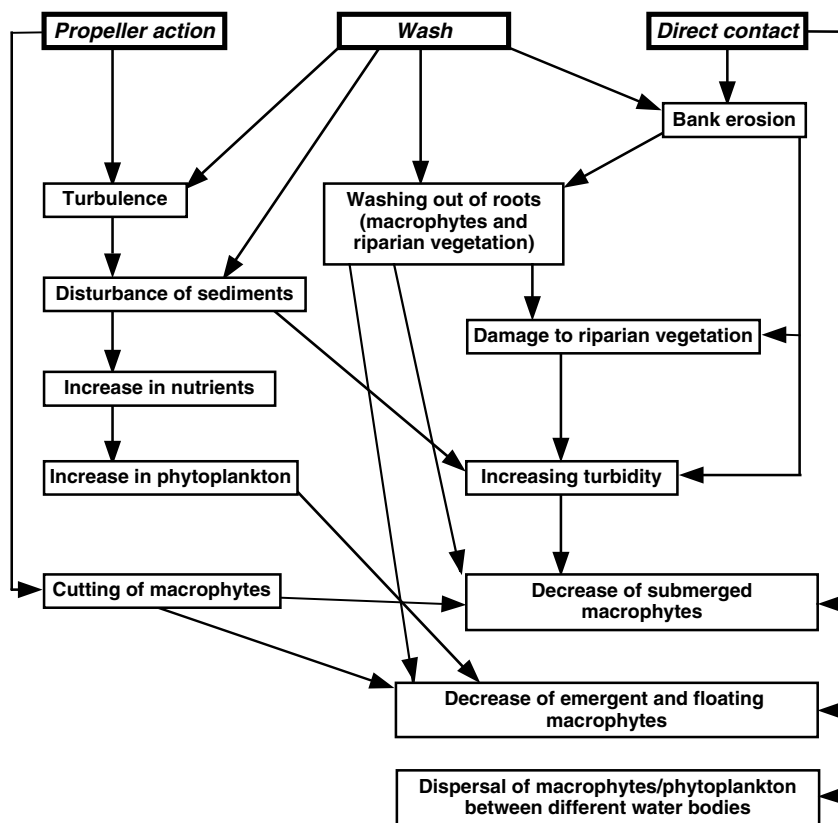 Propeller action
Wash
Direct contact
Bank erosion
Turbulence
Washing out of roots
(macrophytes and
riparian vegetation)
Disturbance of sediments
Damage to riparian vegetation
Increase in nutrients
Increase in phytoplankton
Increasing turbidity
Cutting of macrophytes
Decrease of submerged
macrophytes
Decrease of emergent and floating
macrophytes
Dispersal of macrophytes/phytoplankton
between different water bodies